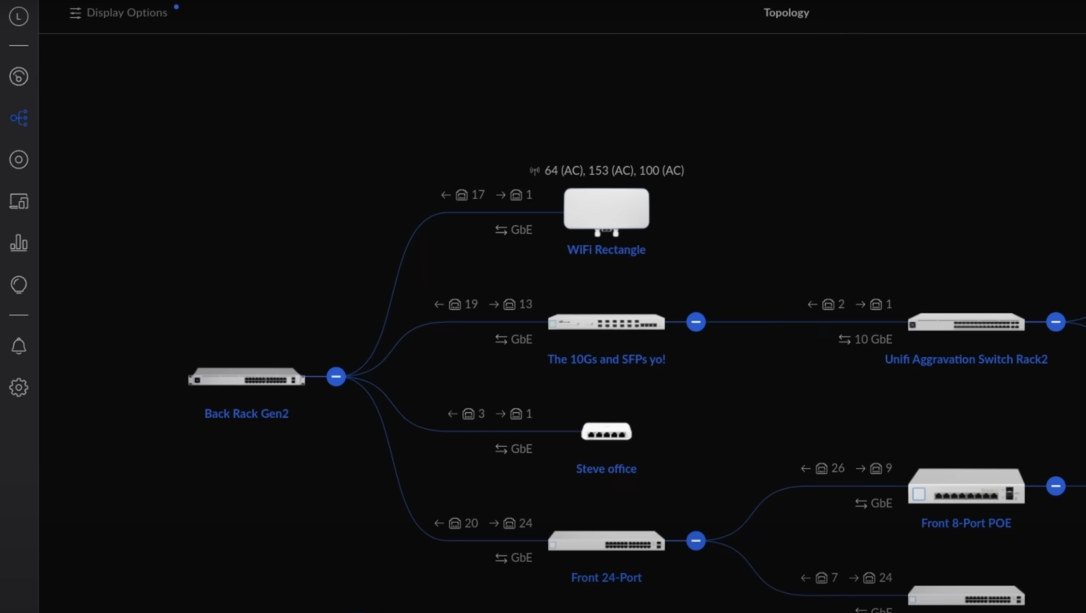 L
Display Options
Topology
64 (AC), 153 (AC), 100 (AC)
← 17 → 1
GbE
WiFi Rectangle
← 19 → 13
GbE
The 10Gs and SFPs yo!
← 2 → 1
10 GbE
Unifi Aggravation Switch Rack2
Back Rack Gen2
← 3 → 1
GbE
Steve office
← 26 → 9
GbE
Front 8-Port POE
← 20 → 24
GbE
Front 24-Port
← 7 → 24
GbE